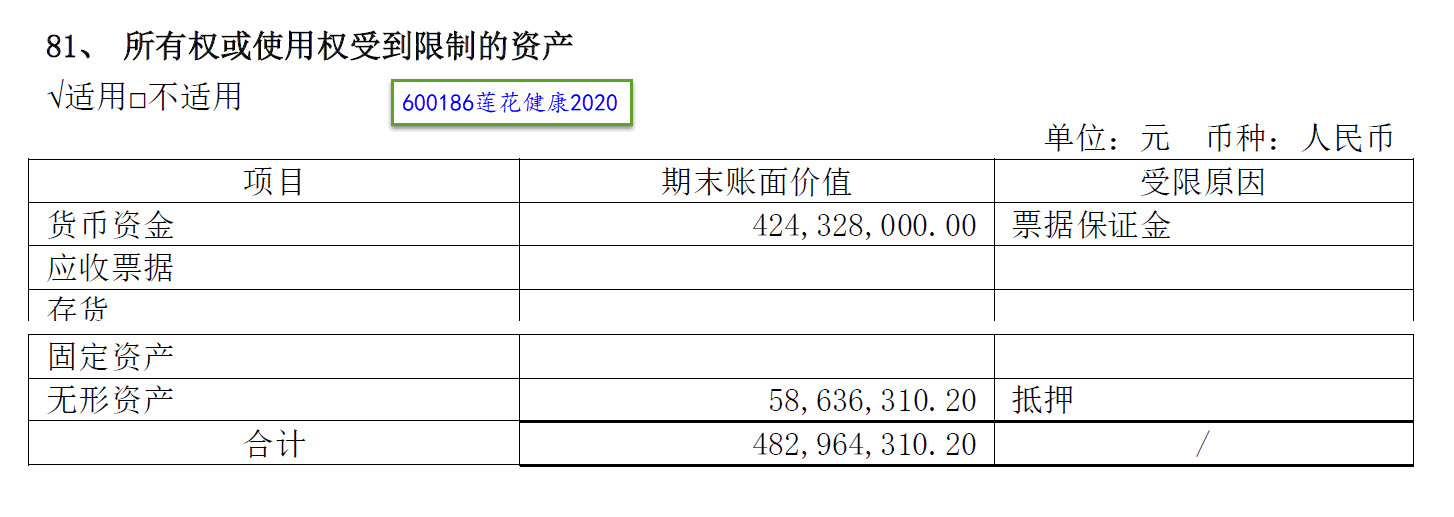 81、 所有权或使用权受到限制的资产
√适用□不适用
600186莲花健康2020
单位：元 币种：人民币
项目 期末账面价值 受限原因
货币资金 424,328,000.00 票据保证金
应收票据
存货
固定资产
无形资产 58,636,310.20 抵押
合计 482,964,310.20 /